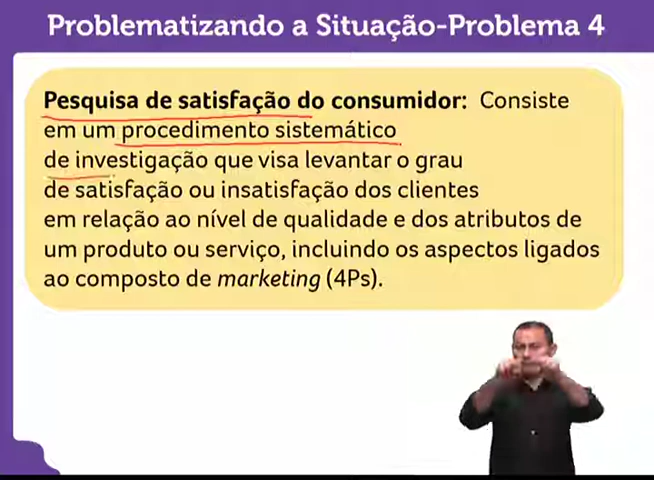 Problematizando a Situação-Problema 4
Pesquisa de satisfação do consumidor: Consiste
em um procedimento sistemático
de investigação que visa levantar o grau
de satisfação ou insatisfação dos clientes
em relação ao nível de qualidade e dos atributos de
um produto ou serviço, incluindo os aspectos ligados
ao composto de marketing (4Ps).